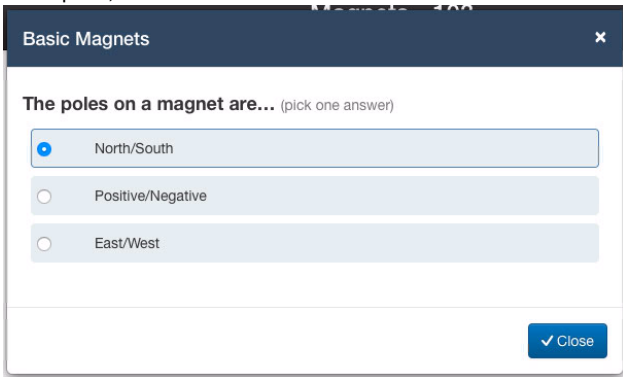 Basic Magnets ×
The poles on a magnet are... (pick one answer)
North/South
Positive/Negative
East/West
✓ Close